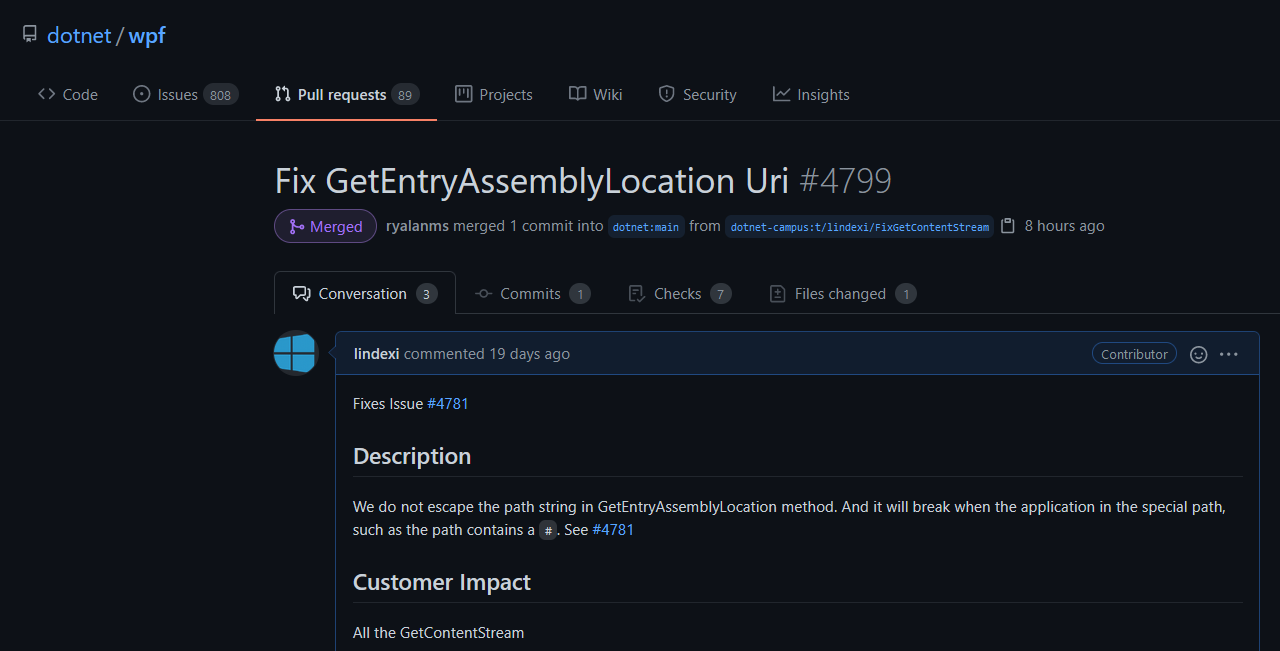 dotnet / wpf
Code Issues 808 Pull requests 89 Projects Wiki Security Insights
Fix GetEntryAssemblyLocation Uri #4799
Merged ryalanms merged 1 commit into dotnet:main from dotnet-campus:t/lindexi/FixGetContentStream 8 hours ago
Conversation 3 Commits 1 Checks 7 Files changed 1
lindexi commented 19 days ago Contributor
Fixes Issue #4781
Description
We do not escape the path string in GetEntryAssemblyLocation method. And it will break when the application in the special path,
such as the path contains a #. See #4781
Customer Impact
All the GetContentStream